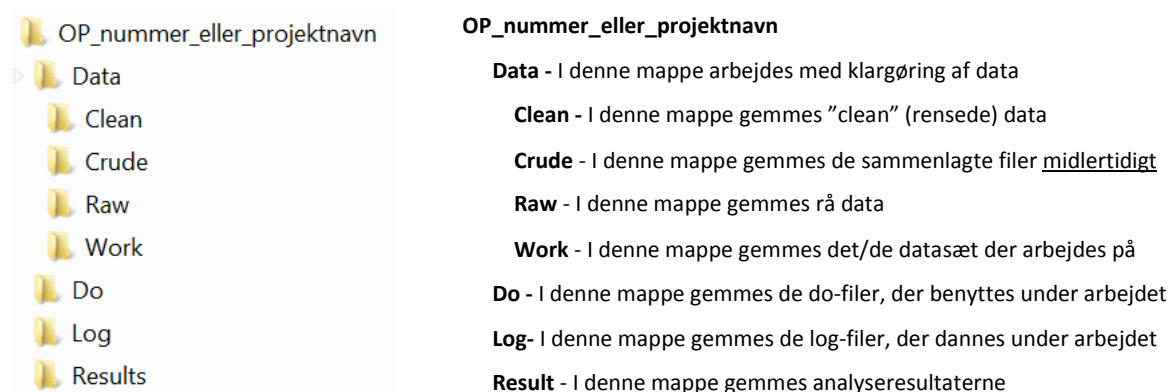 OP_nummer_eller_projektnavn
Data
Clean
Crude
Raw
Work
Do
Log
Results
OP_nummer_eller_projektnavn
Data - I denne mappe arbejdes med klargøring af data
Clean - I denne mappe gemmes ”clean” (rensede) data
Crude - I denne mappe gemmes de sammenlagte filer midlertidigt
Raw - I denne mappe gemmes rå data
Work - I denne mappe gemmes det/de datasæt der arbejdes på
Do - I denne mappe gemmes de do-filer, der benyttes under arbejdet
Log- I denne mappe gemmes de log-filer, der dannes under arbejdet
Result - I denne mappe gemmes analyseresultaterne